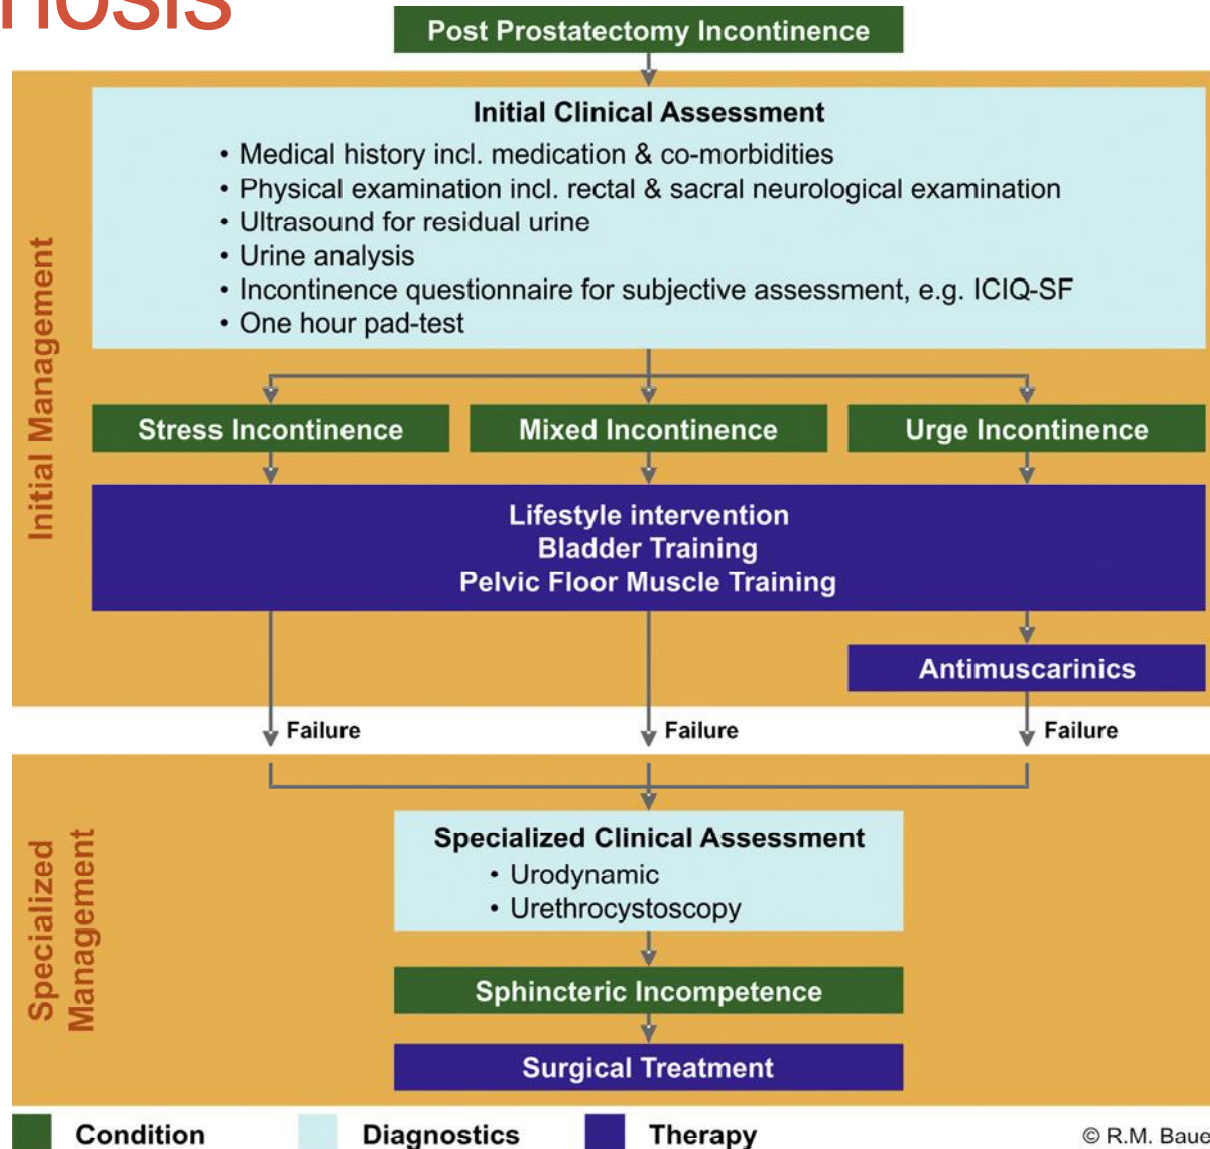 nosis
Post Prostatectomy Incontinence
Initial Management
Initial Clinical Assessment
• Medical history incl. medication & co-morbidities
• Physical examination incl. rectal & sacral neurological examination
• Ultrasound for residual urine
• Urine analysis
• Incontinence questionnaire for subjective assessment, e.g. ICIQ-SF
• One hour pad-test
Stress Incontinence
Mixed Incontinence
Urge Incontinence
Lifestyle intervention
Bladder Training
Pelvic Floor Muscle Training
Antimuscarinics
Failure
Failure
Failure
Specialized
Management
Specialized Clinical Assessment
• Urodynamic
• Urethrocystoscopy
Sphincteric Incompetence
Surgical Treatment
Condition
Diagnostics
Therapy
© R.M. Baue